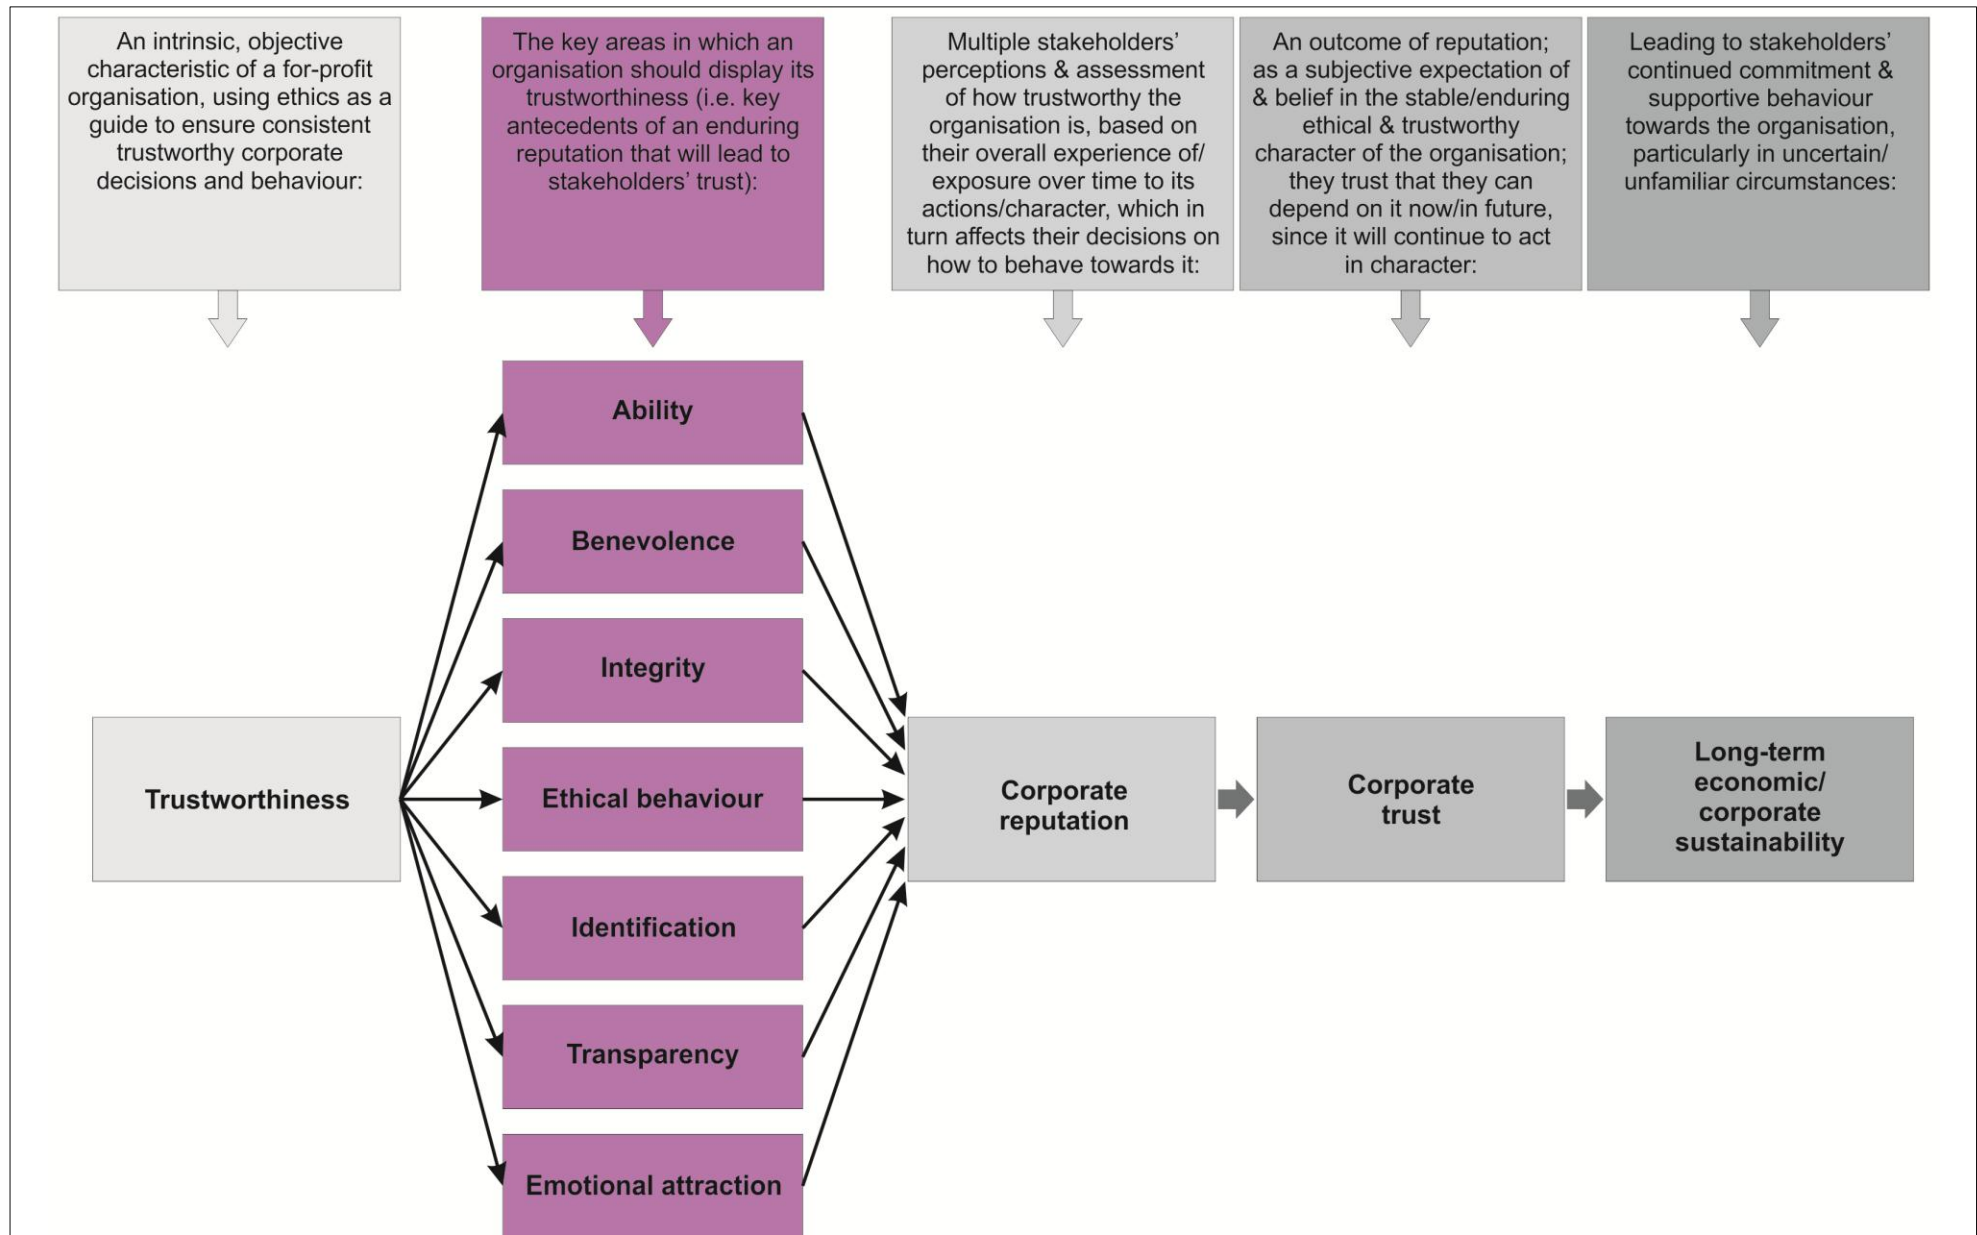 An intrinsic, objective
characteristic of a for-profit
organisation, using ethics as a
guide to ensure consistent
trustworthy corporate
decisions and behaviour:
The key areas in which an
organisation should display its
trustworthiness (i.e. key
antecedents of an enduring
reputation that will lead to
stakeholders’ trust):
Multiple stakeholders’
perceptions & assessment
of how trustworthy the
organisation is, based on
their overall experience of/
exposure over time to its
actions/character, which in
turn affects their decisions on
how to behave towards it:
An outcome of reputation;
as a subjective expectation of
& belief in the stable/enduring
ethical & trustworthy
character of the organisation;
they trust that they can
depend on it now/in future,
since it will continue to act
in character:
Leading to stakeholders’
continued commitment &
supportive behaviour
towards the organisation,
particularly in uncertain/
unfamiliar circumstances:
Trustworthiness
Ability
Benevolence
Integrity
Ethical behaviour
Identification
Transparency
Emotional attraction
Corporate
reputation
Corporate
trust
Long-term
economic/
corporate
sustainability